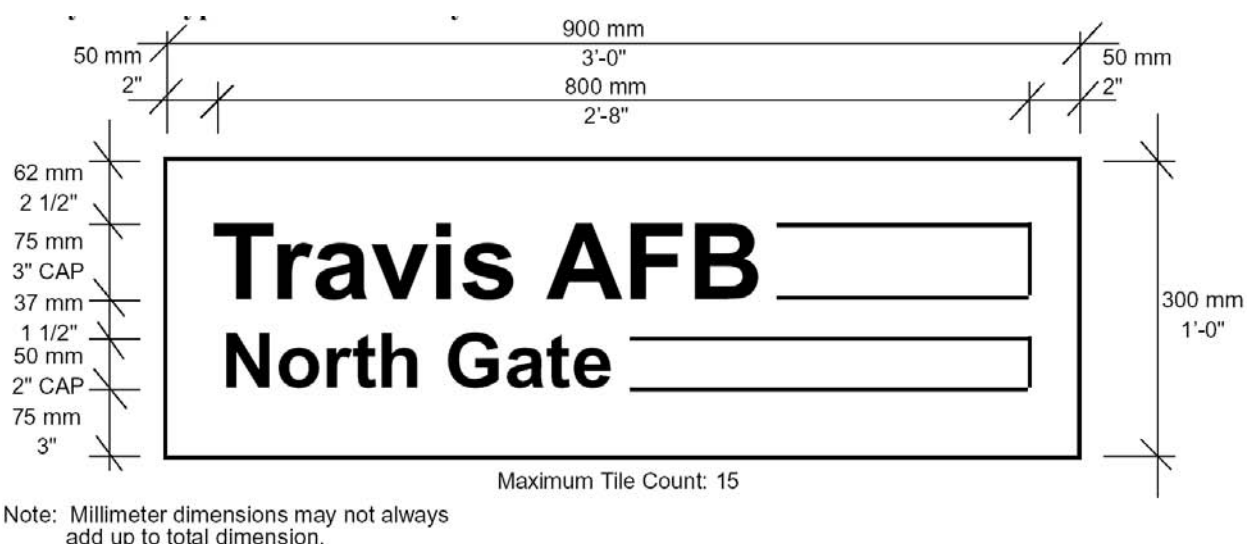 900 mm
50 mm
3'-0"
50 mm
2"
800 mm
2"
2'-8"
62 mm
2 1/2"
75 mm
3" CAP
37 mm
1 1/2"
50 mm
2" CAP
75 mm
3"
Travis AFB
North Gate
300 mm
1'-0"
Maximum Tile Count: 15
Note: Millimeter dimensions may not always
add up to total dimension.